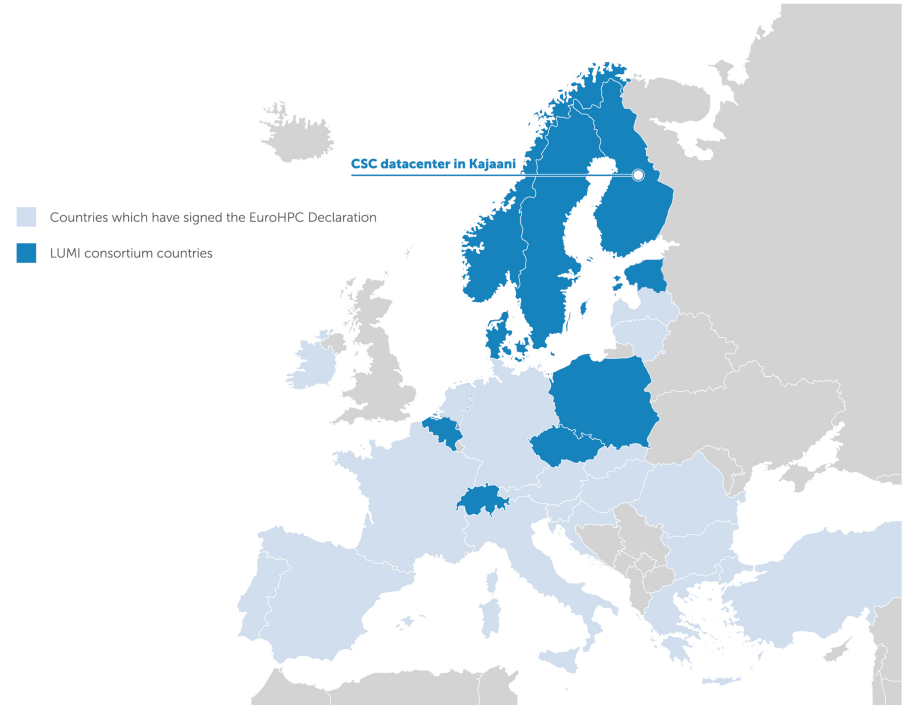 CSC datacenter in Kajaani
Countries which have signed the EuroHPC Declaration
LUMI consortium countries